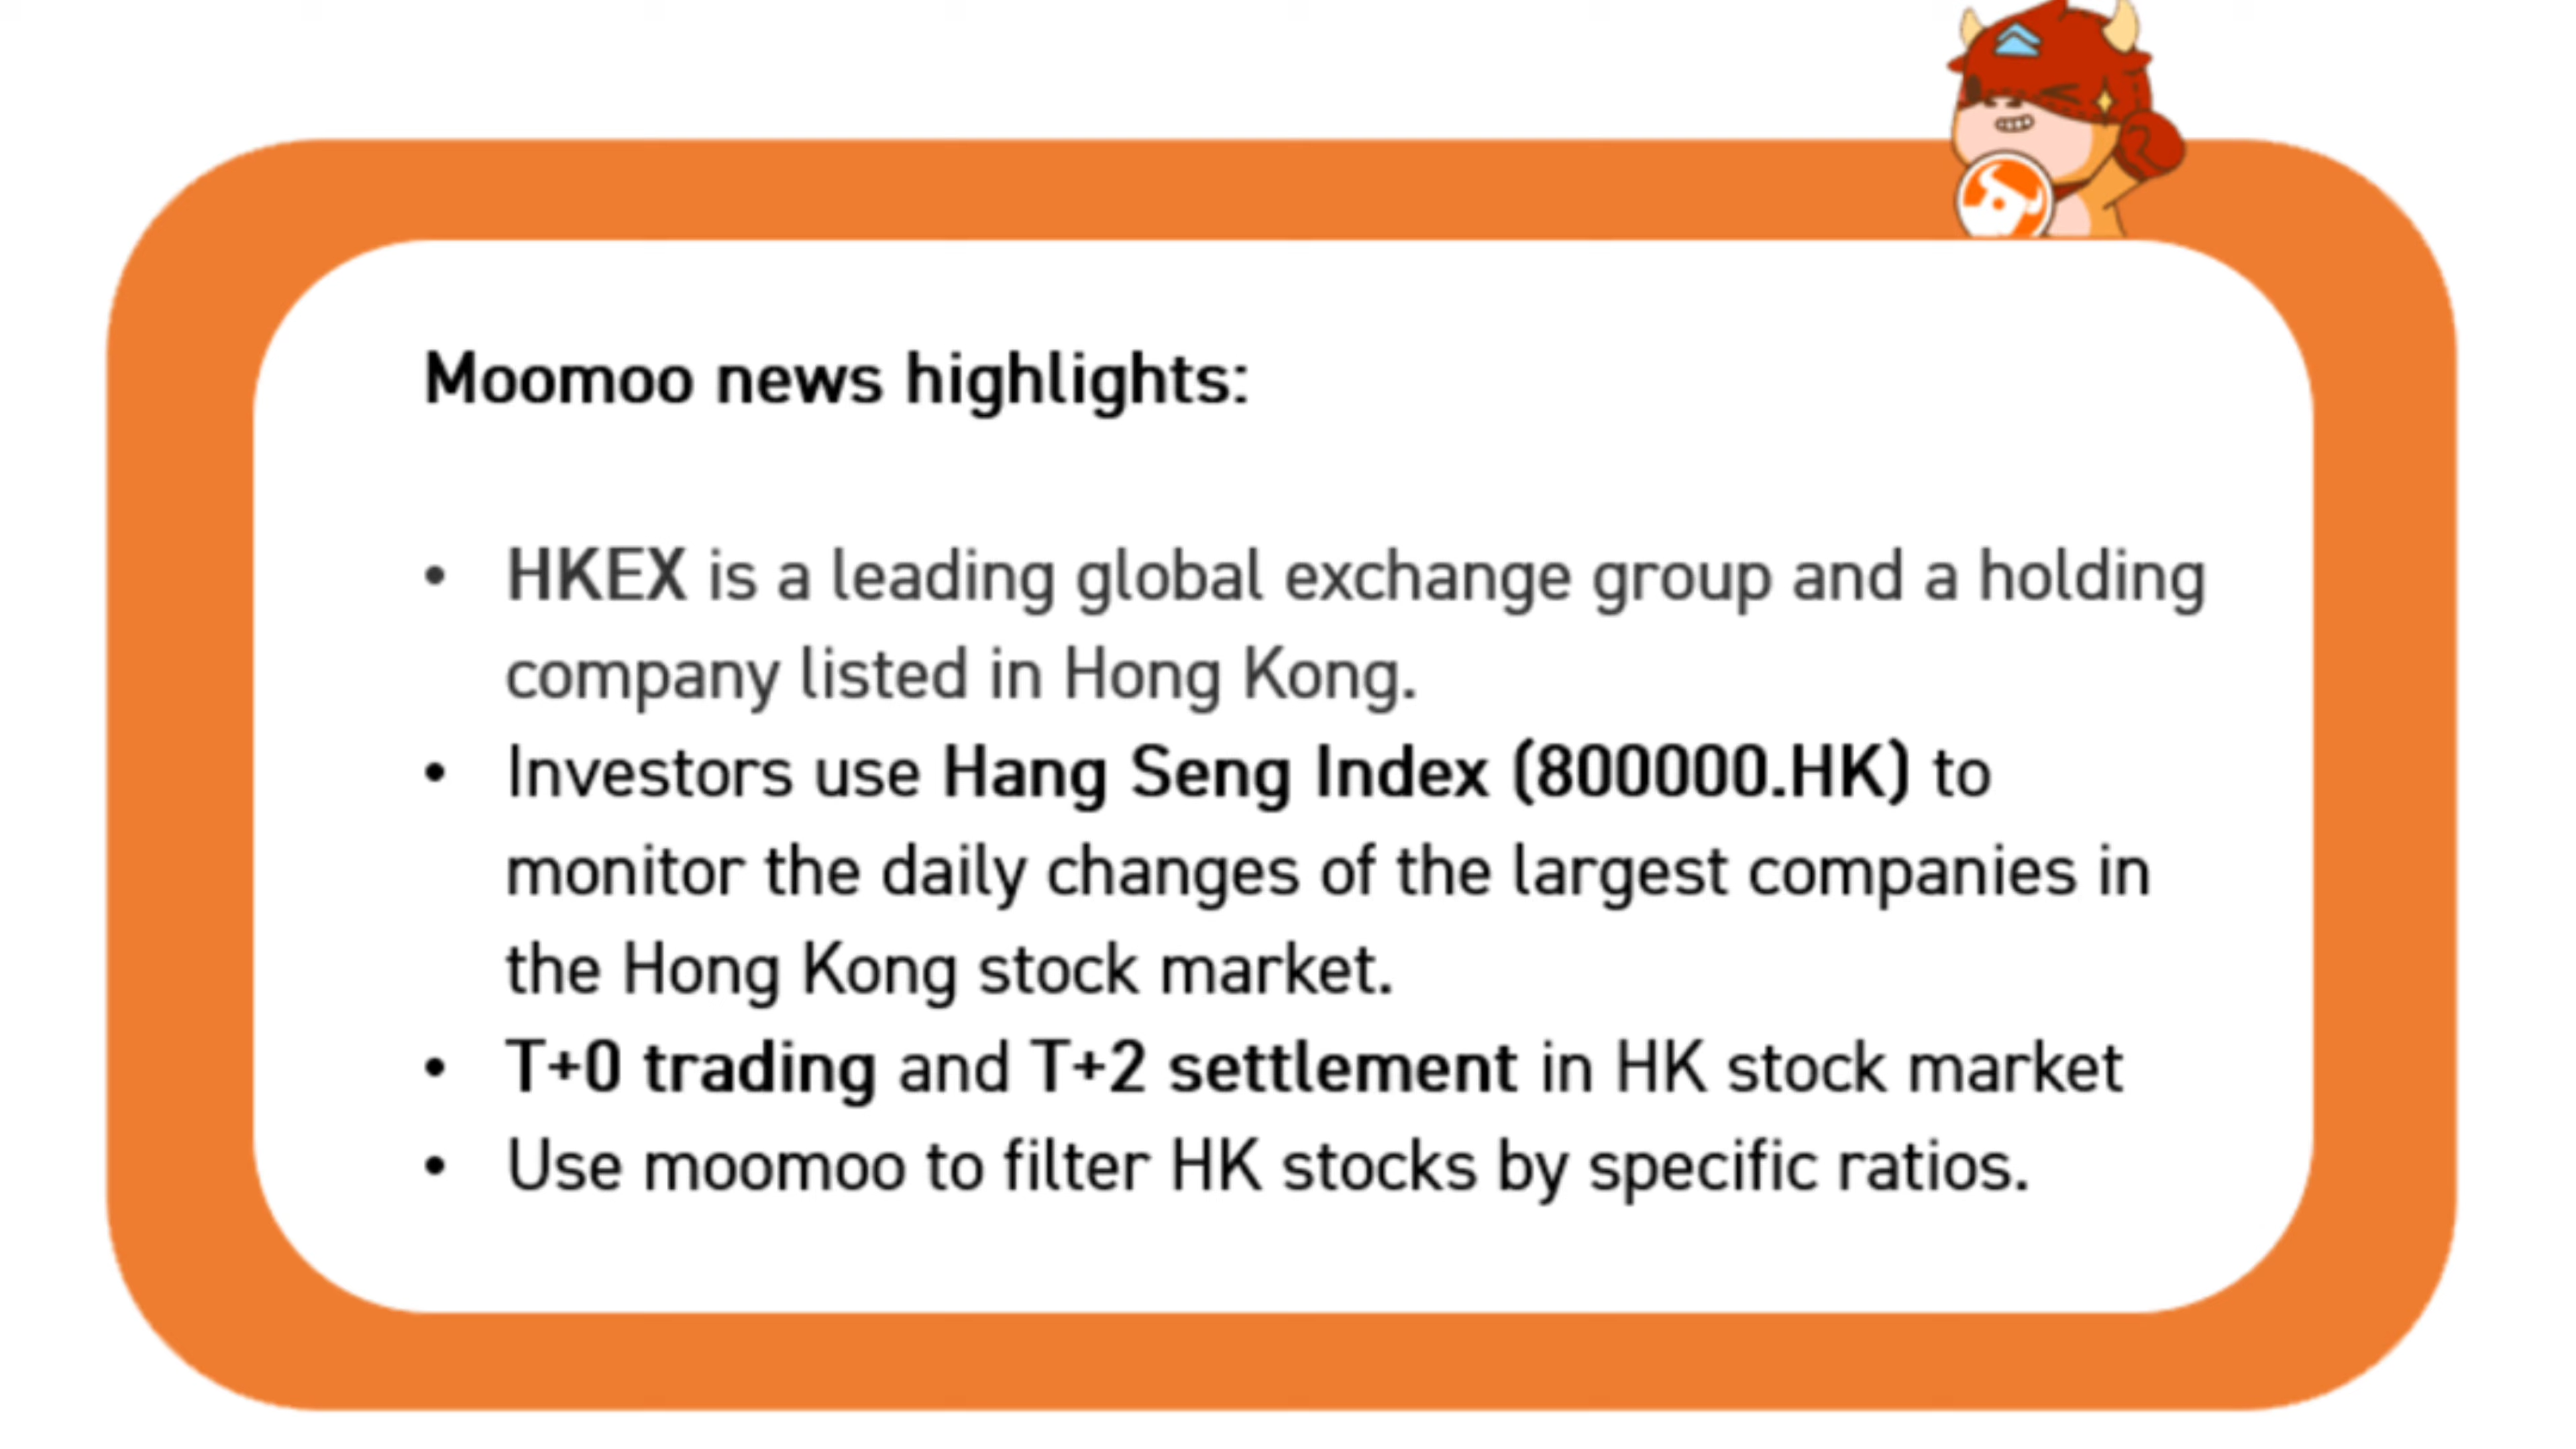 Moomoo news highlights:
• HKEX is a leading global exchange group and a holding
company listed in Hong Kong.
• Investors use Hang Seng Index (800000.HK) to
monitor the daily changes of the largest companies in
the Hong Kong stock market.
• T+0 trading and T+2 settlement in HK stock market
• Use moomoo to filter HK stocks by specific ratios.